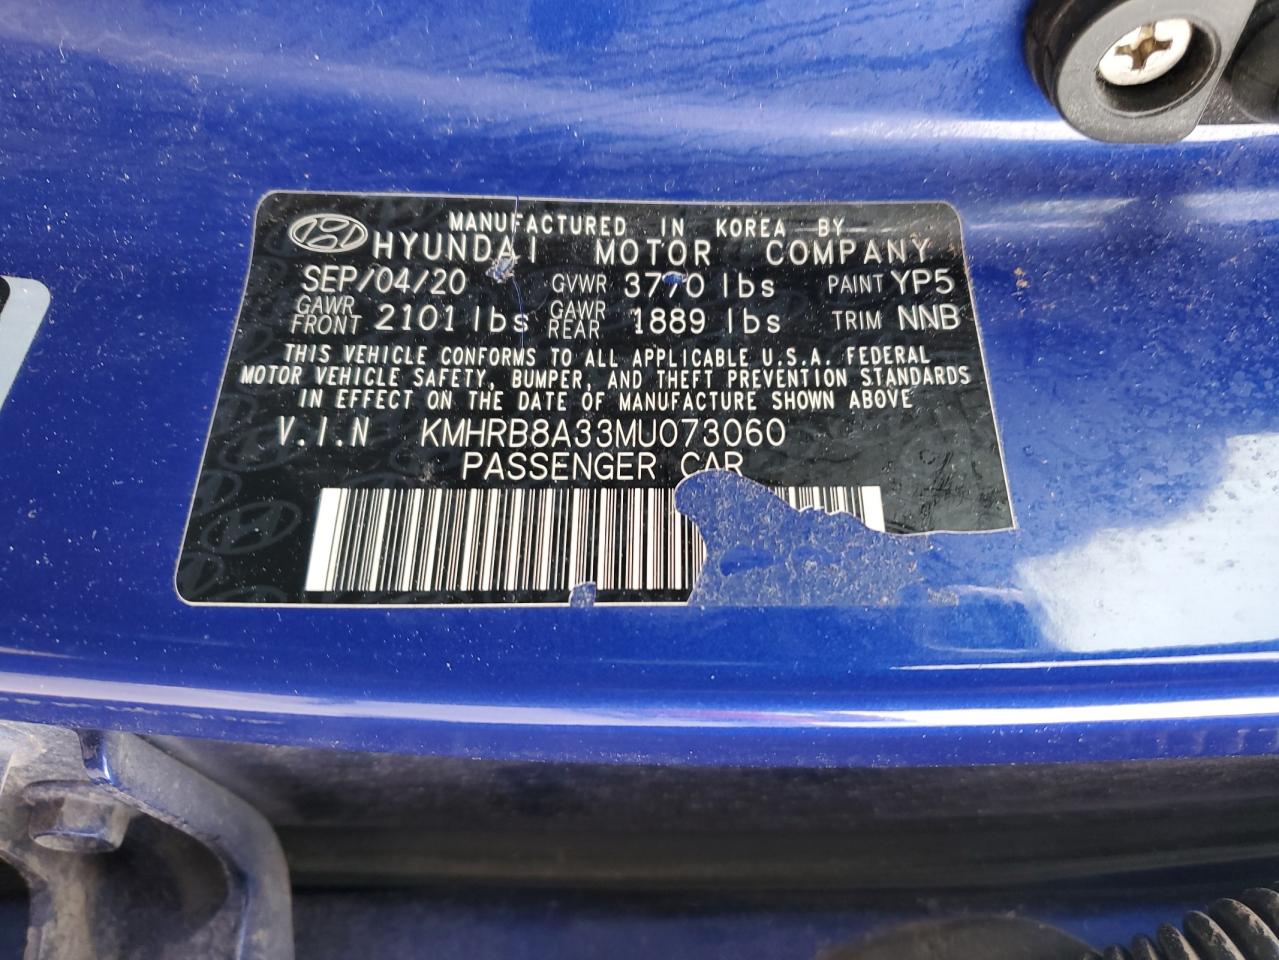 MANUFACTURED IN KOREA BY
HYUNDAI MOTOR COMPANY
SEP/04/20 GVWR 3770 lbs PAINT YP5
GAWR FRONT 2101 lbs GAWR REAR 1889 lbs TRIM NNB
THIS VEHICLE CONFORMS TO ALL APPLICABLE U.S.A. FEDERAL
MOTOR VEHICLE SAFETY, BUMPER, AND THEFT PREVENTION STANDARDS
IN EFFECT ON THE DATE OF MANUFACTURE SHOWN ABOVE
V.I.N KMHRB8A33MU073060
PASSENGER CAR